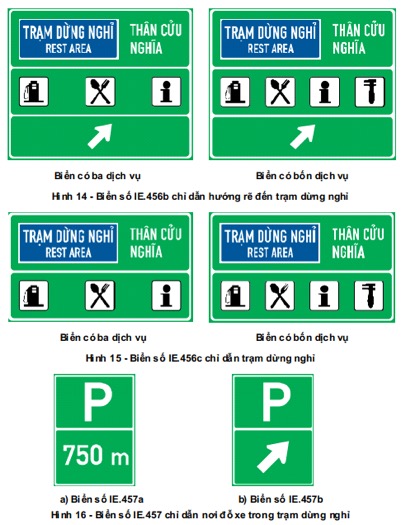 TRẠM DỪNG NGHỈ
REST AREA
THÂN CỬU
NGHĨA
TRẠM DỪNG NGHỈ
REST AREA
THÂN CỬU
NGHĨA
Biển có ba dịch vụ
Biển có bốn dịch vụ
Hình 14 - Biển số IE.456b chỉ dẫn hướng rẽ đến trạm dừng nghỉ
TRẠM DỪNG NGHỈ
REST AREA
THÂN CỬU
NGHĨA
TRẠM DỪNG NGHỈ
REST AREA
THÂN CỬU
NGHĨA
Biển có ba dịch vụ
Biển có bốn dịch vụ
Hình 15 - Biển số IE.456c chỉ dẫn trạm dừng nghỉ
P
750 m
P
a) Biển số IE.457a
b) Biển số IE.457b
Hình 16 - Biển số IE.457 chỉ dẫn nơi đỗ xe trong trạm dừng nghỉ